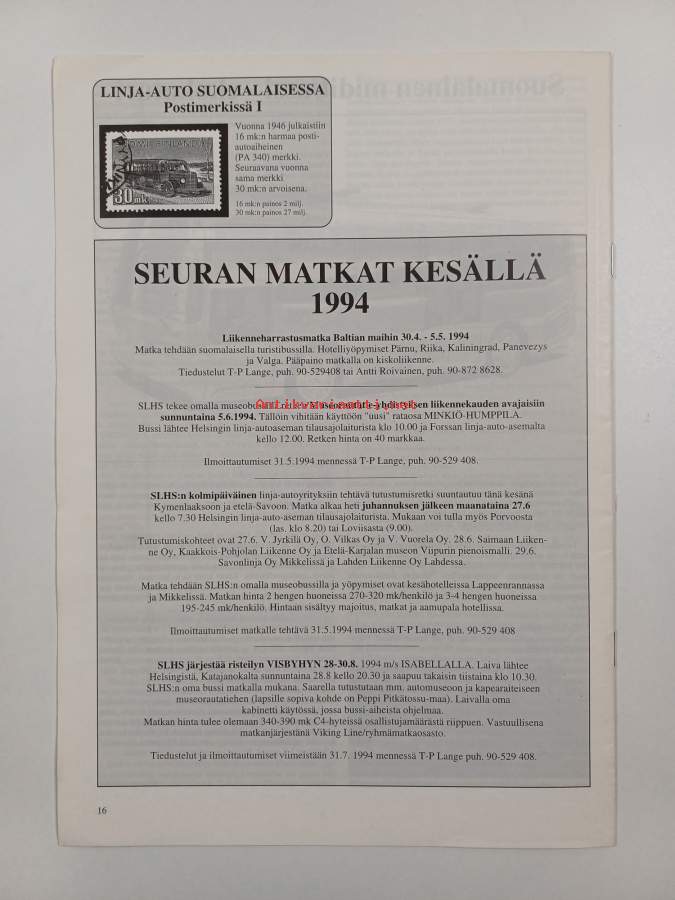 LINJA-AUTO SUOMALAISESSA
Postimerkissä I
Vuonna 1946 julkaistiin
16 mk:n harmaa posti-
autoaiheinen
(PA 340) merkki.
Seuraavana vuonna
sama merkki
30 mk:n arvoisena.
16 mk:n painos 2 milj.
30 mk:n painos 27 milj.
SUOMI FINLAND
30 mk
SEURAN MATKAT KESÄLLÄ
1994
Liikenneharrastusmatka Baltian maihin 30.4. - 5.5. 1994
Matka tehdään suomalaisella turistibussilla. Hotelliyöpymiset Pärnu, Riika, Kaliningrad, Panevezys
ja Valga. Pääpaino matkalla on kiskoliikenne.
Tiedustelut T-P Lange, puh. 90-529408 tai Antti Roivainen, puh. 90-872 8628.
SLHS tekee omalla museobussilla retken Museorautatie-yhdistyksen liikennekauden avajaisiin
Antiikvariaatti.net
sunnuntaina 5.6.1994. Tällöin vihitään käyttöön "uusi" rataosa MINKIÖ-HUMPPILA.
Bussi lähtee Helsingin linja-autoaseman tilausajolaiturista klo 10.00 ja Forssan linja-auto-asemalta
kello 12.00. Retken hinta on 40 markkaa.
Ilmoittautumiset 31.5.1994 mennessä T-P Lange, puh. 90-529 408.
SLHS:n kolmipäiväinen linja-autoyrityksiin tehtävä tutustumisretki suuntautuu tänä kesänä
Kymenlaaksoon ja etelä-Savoon. Matka alkaa heti juhannuksen jälkeen maanataina 27.6
kello 7.30 Helsingin linja-auto-aseman tilausajolaiturista. Mukaan voi tulla myös Porvoosta
(las. klo 8.20) tai Loviisasta (9.00).
Tutustumiskohteet ovat 27.6. V. Jyrkilä Oy, O. Vilkas Oy ja V. Vuorela Oy. 28.6. Saimaan Liiken-
ne Oy, Kaakkois-Pohjolan Liikenne Oy ja Etelä-Karjalan museon Viipurin pienoismalli. 29.6.
Savonlinja Oy Mikkelissä ja Lahden Liikenne Oy Lahdessa.
Matka tehdään SLHS:n omalla museobussilla ja yöpymiset ovat kesähotelleissa Lappeenrannassa
ja Mikkelissä. Matkan hinta 2 hengen huoneissa 270-320 mk/henkilö ja 3-4 hengen huoneissa
195-245 mk/henkilö. Hintaan sisältyy majoitus, matkat ja aamupala hotellissa.
Ilmoittautumiset matkalle tehtävä 31.5.1994 mennessä T-P Lange, puh. 90-529 408
SLHS järjestää risteilyn VISBYHYN 28-30.8. 1994 m/s ISABELLALLA. Laiva lähtee
Helsingistä, Katajanokalta sunnuntaina 28.8 kello 20.30 ja saapuu takaisin tiistaina klo 10.30.
SLHS:n oma bussi matkalla mukana. Saarella tutustutaan mm. automuseoon ja kapearaiteiseen
museorautatiehen (lapsille sopiva kohde on Peppi Pitkätossu-maa). Laivalla oma
kabinetti käytössä, jossa bussi-aiheista ohjelmaa.
Matkan hinta tulee olemaan 340-390 mk C4-hyteissä osallistujamäärästä riippuen. Vastuullisena
matkanjärjestänä Viking Line/ryhmämatkaosasto.
Tiedustelut ja ilmoittautumiset viimeistään 31.7. 1994 mennessä T-P Lange puh. 90-529 408.
16